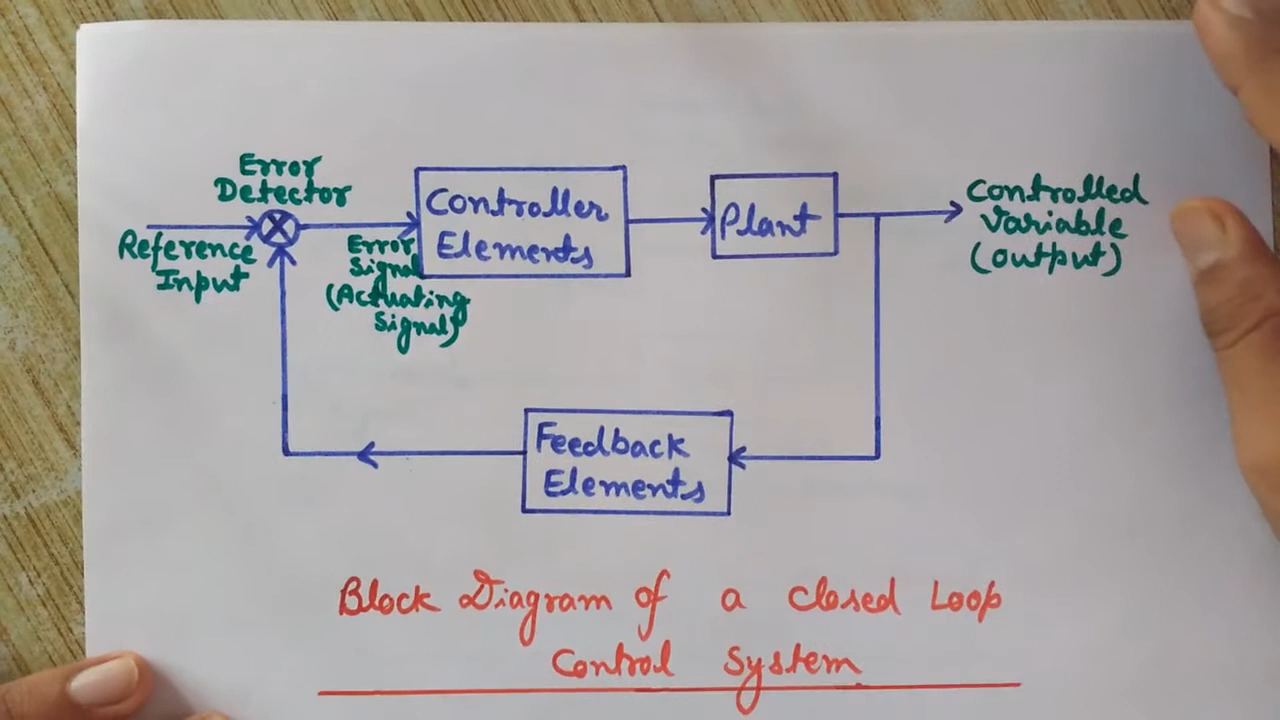 Error
Detector
Reference
Input
Error
Signal
(Actuating
Signal)
Controller
Elements
Plant
Controlled
Variable
(output)
Feedback
Elements
Block Diagram of a closed Loop
Control System